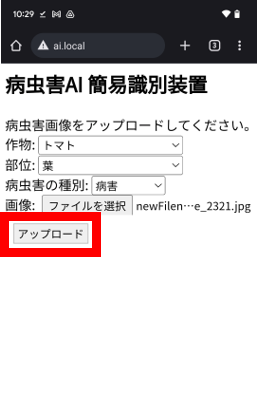 10:29
ai.local
3
病虫害AI 簡易識別装置
病虫害画像をアップロードしてください。
作物: トマト
部位: 葉
病虫害の種別: 病害
画像: ファイルを選択 newFilen…e_2321.jpg
アップロード